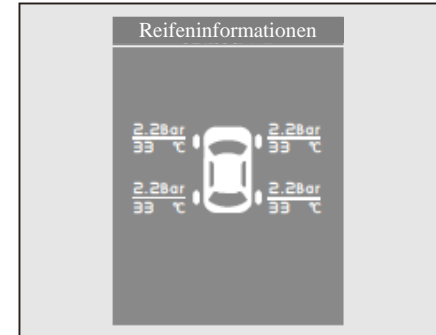 Reifeninformationen
2.2Bar 2.2Bar
33 ℃ 33 ℃
2.2Bar 2.2Bar
33 ℃ 33 ℃